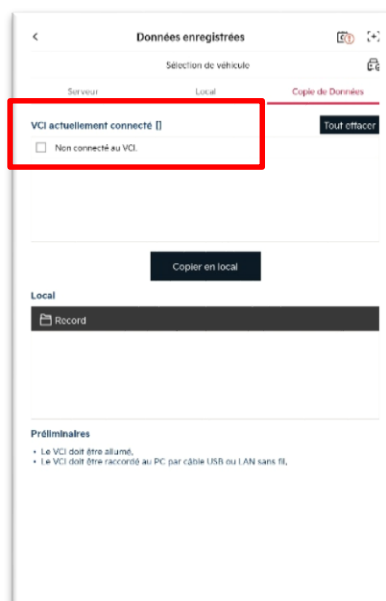 Données enregistrées
Sélection de véhicule
Serveur Local Copie de Données
VCI actuellement connecté [] Tout effacer
Non connecté au VCI.
Copier en local
Local
Record
Préliminaires
• Le VCI doit être allumé,
• Le VCI doit être raccordé au PC par câble USB ou LAN sans fil,